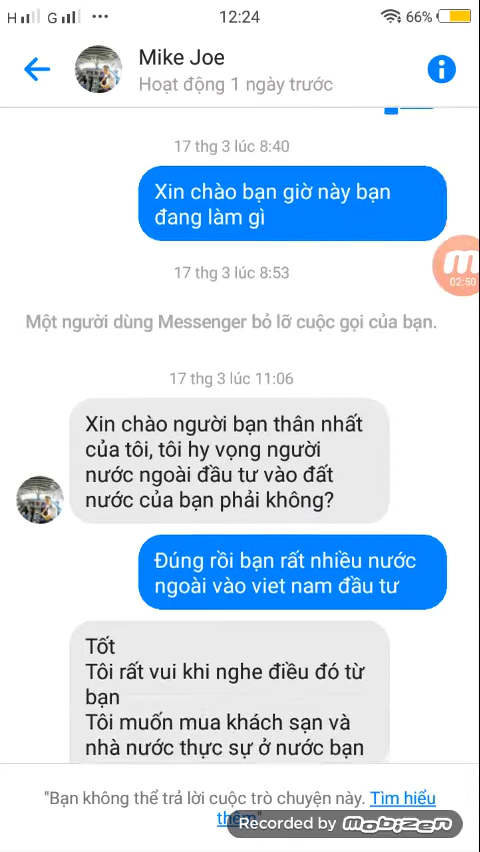 H G ... 12:24 66%
Mike Joe
Hoạt động 1 ngày trước
17 thg 3 lúc 8:40
Xin chào bạn giờ này bạn
đang làm gì
17 thg 3 lúc 8:53
02:50
Một người dùng Messenger bỏ lỡ cuộc gọi của bạn.
17 thg 3 lúc 11:06
Xin chào người bạn thân nhất
của tôi, tôi hy vọng người
nước ngoài đầu tư vào đất
nước của bạn phải không?
Đúng rồi bạn rất nhiều nước
ngoài vào viet nam đầu tư
Tốt
Tôi rất vui khi nghe điều đó từ
bạn
Tôi muốn mua khách sạn và
nhà nước thực sự ở nước bạn
"Bạn không thể trả lời cuộc trò chuyện này. Tìm hiểu
thêm"
Recorded by mobizen